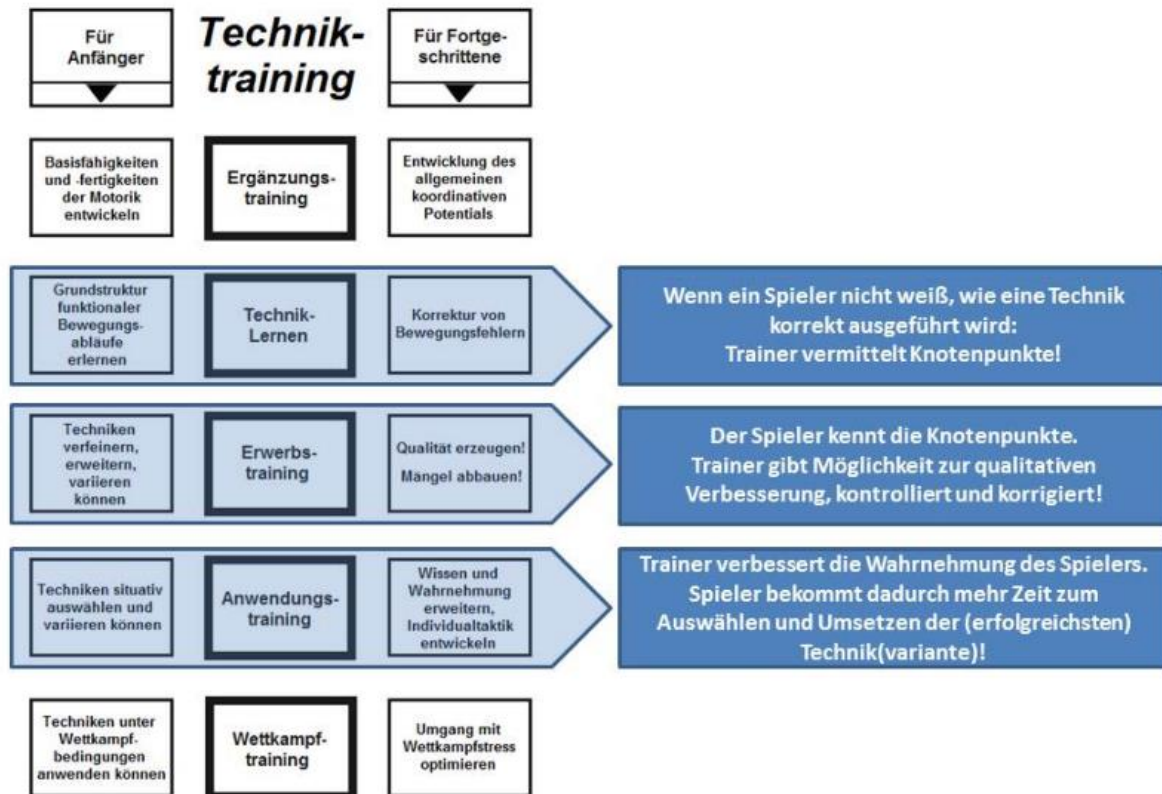 Für
Anfänger
Technik-
training
Für Fortge-
schrittene
Basisfähigkeiten
und -fertigkeiten
der Motorik
entwickeln
Ergänzungs-
training
Entwicklung des
allgemeinen
koordinativen
Potentials
Grundstruktur
funktionaler
Bewegungs-
abläufe
erlernen
Technik-
Lernen
Korrektur von
Bewegungsfehlern
Wenn ein Spieler nicht weiß, wie eine Technik
korrekt ausgeführt wird:
Trainer vermittelt Knotenpunkte!
Techniken
verfeinern,
erweitern,
variieren
können
Erwerbs-
training
Qualität erzeugen!
Mängel abbauen!
Der Spieler kennt die Knotenpunkte.
Trainer gibt Möglichkeit zur qualitativen
Verbesserung, kontrolliert und korrigiert!
Techniken situativ
auswählen und
variieren können
Anwendungs-
training
Wissen und
Wahrnehmung
erweitern,
Individualtaktik
entwickeln
Trainer verbessert die Wahrnehmung des Spielers.
Spieler bekommt dadurch mehr Zeit zum
Auswählen und Umsetzen der (erfolgreichsten)
Technik(variante)!
Techniken unter
Wettkampf-
bedingungen
anwenden können
Wettkampf-
training
Umgang mit
Wettkampfstress
optimieren